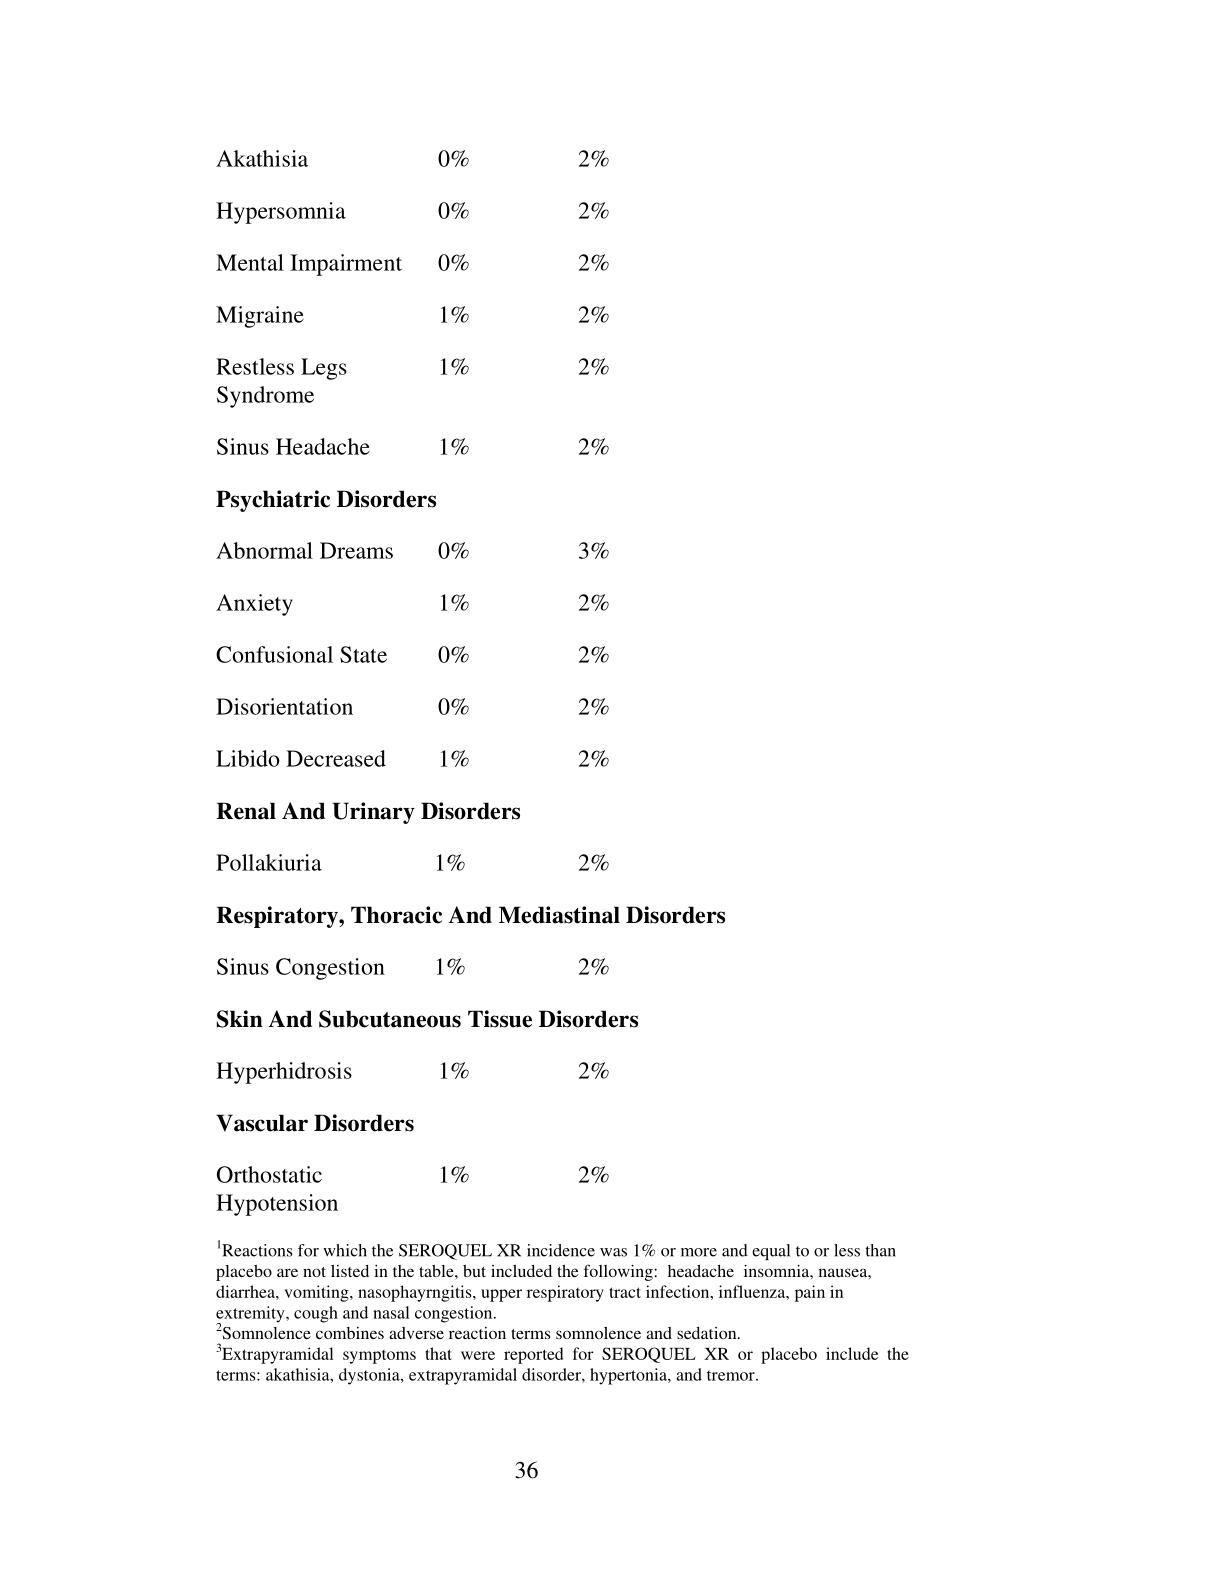 Akathisia 0% 2%
Hypersomnia 0% 2%
Mental Impairment 0% 2%
Migraine 1% 2%
Restless Legs 1% 2%
Syndrome
Sinus Headache 1% 2%
Psychiatric Disorders
Abnormal Dreams 0% 3%
Anxiety 1% 2%
Confusional State 0% 2%
Disorientation 0% 2%
Libido Decreased 1% 2%
Renal And Urinary Disorders
Pollakiuria 1% 2%
Respiratory, Thoracic And Mediastinal Disorders
Sinus Congestion 1% 2%
Skin And Subcutaneous Tissue Disorders
Hyperhidrosis 1% 2%
Vascular Disorders
Orthostatic 1% 2%
Hypotension
1Reactions for which the SEROQUEL XR incidence was 1% or more and equal to or less than
placebo are not listed in the table, but included the following: headache insomnia, nausea,
diarrhea, vomiting, nasophayrngitis, upper respiratory tract infection, influenza, pain in
extremity, cough and nasal congestion.
2Somnolence combines adverse reaction terms somnolence and sedation.
3Extrapyramidal symptoms that were reported for SEROQUEL XR or placebo include the
terms: akathisia, dystonia, extrapyramidal disorder, hypertonia, and tremor.
36